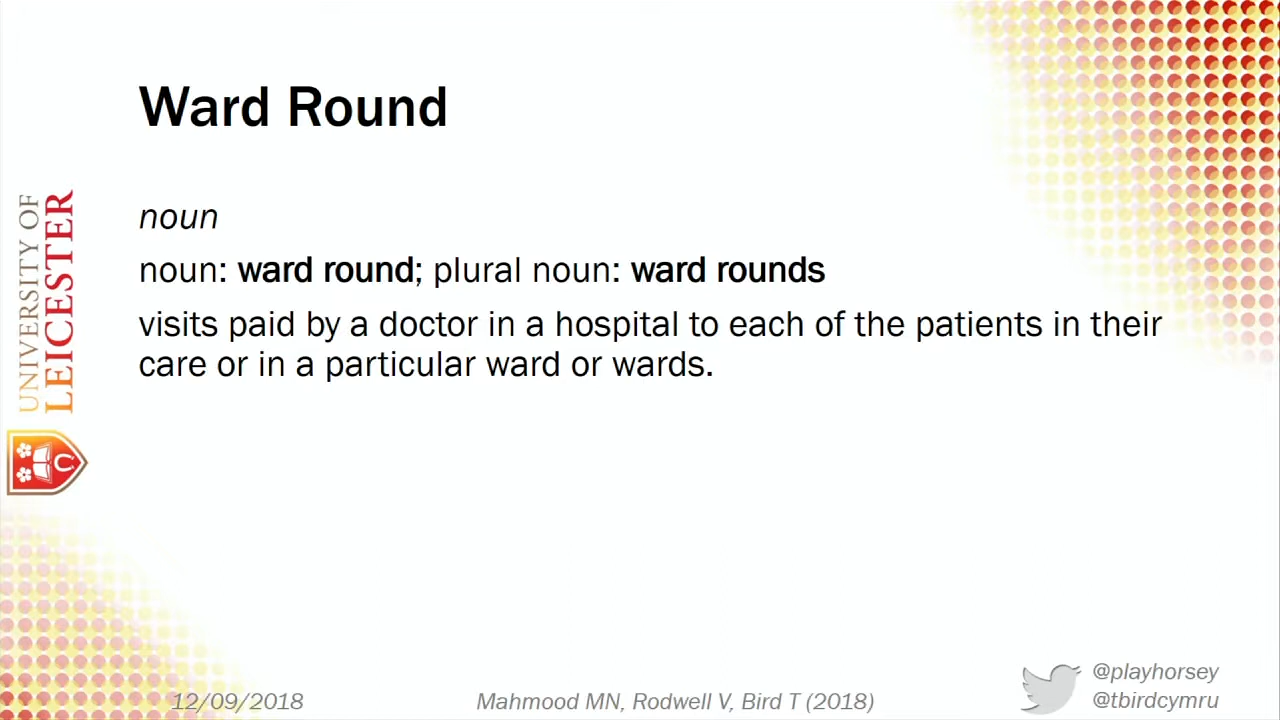 Ward Round
UNIVERSITY OF
LEICESTER
noun
noun: ward round; plural noun: ward rounds
visits paid by a doctor in a hospital to each of the patients in their
care or in a particular ward or wards.
12/09/2018
Mahmood MN, Rodwell V, Bird T (2018)
@playhorsey
@tbirdcymru